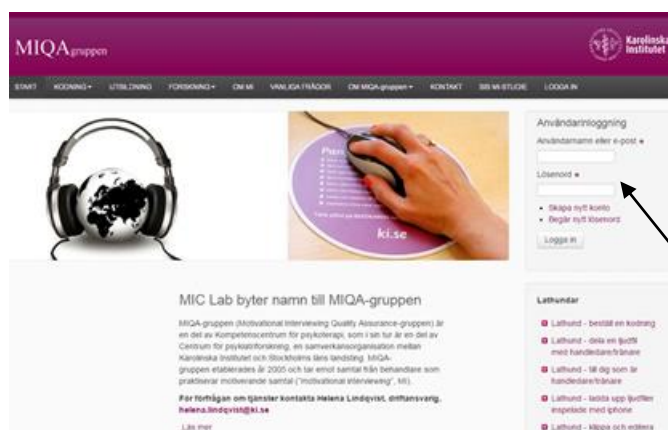 MIQAgruppen
Karolinska
Institutet
START KODNING UTBILDNING FORSKNING OM MI VANLIGA FRÅGOR OM MIQA-gruppen KONTAKT SBI MI STUDIE LOGGA IN
Användarinloggning
Användarnamn eller e-post *
Lösenord *
Skapa nytt konto
Begär nytt lösenord
Logga in
ki.se
MIC Lab byter namn till MIQA-gruppen
MIQA-gruppen (Motivational Interviewing Quality Assurance-gruppen) är
en del av Kompetenscentrum för psykoterapi, som i sin tur är en del av
Centrum för psykiatriforskning, en samverkansorganisation mellan
Karolinska Institutet och Stockholms läns landsting. MIQA-
gruppen etablerades år 2005 och tar emot samtal från behandlare som
praktiserar motiverande samtal ("motivational interviewing", MI).
För förfrågan om tjänster kontakta Helena Lindqvist, driftansvarig,
helena.lindqvist@ki.se
Läs mer
Lathundar
Lathund - beställ en kodning
Lathund - dela en ljudfil
med handledare/tränare
Lathund - till dig som är
handledare/tränare
Lathund - ladda upp ljudfiler
inspelade med iphone
Lathund - klippa och editera